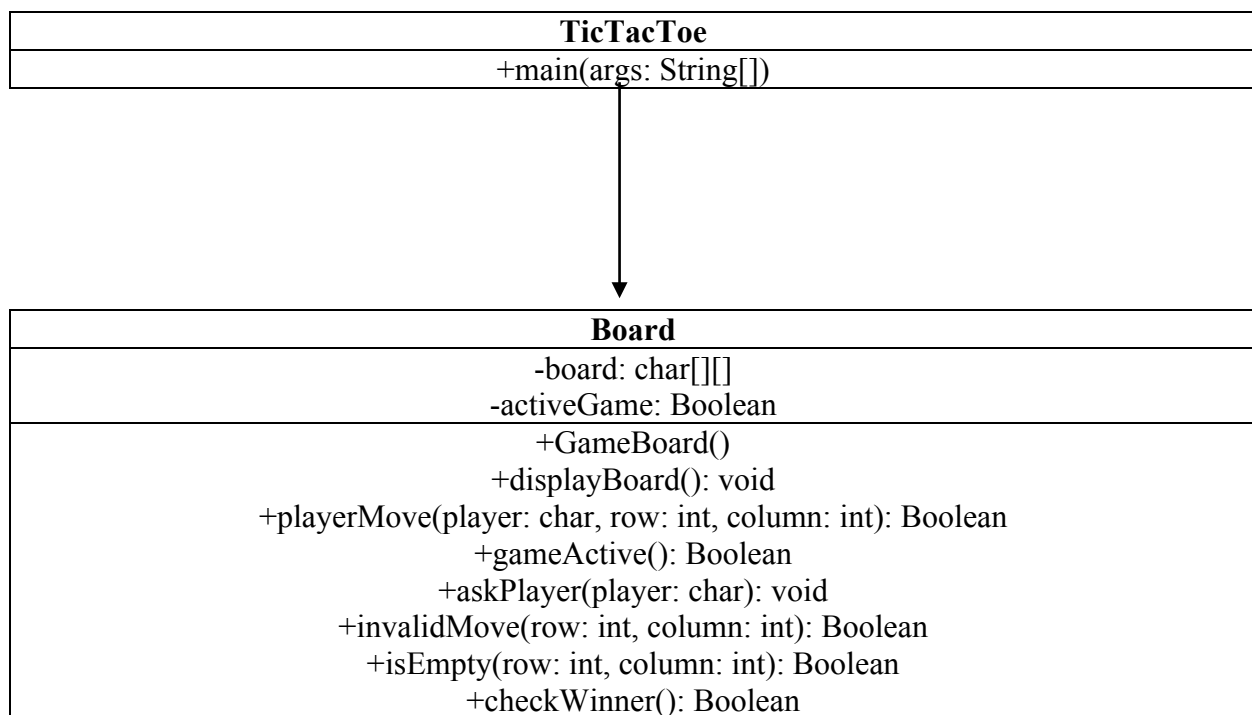 TicTacToe
+main(args: String[])
Board
-board: char[][]
-activeGame: Boolean
+GameBoard()
+displayBoard(): void
+playerMove(player: char, row: int, column: int): Boolean
+gameActive(): Boolean
+askPlayer(player: char): void
+invalidMove(row: int, column: int): Boolean
+isEmpty(row: int, column: int): Boolean
+checkWinner(): Boolean